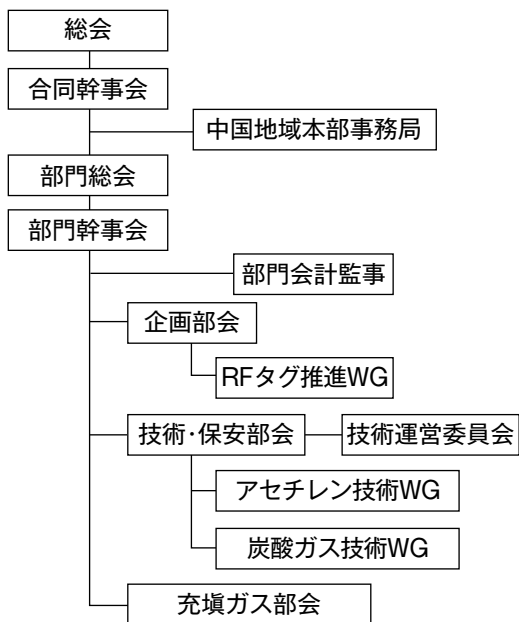 総会
合同幹事会
中国地域本部事務局
部門総会
部門幹事会
部門会計監事
企画部会
RFタグ推進WG
技術・保安部会
技術運営委員会
アセチレン技術WG
炭酸ガス技術WG
充塡ガス部会